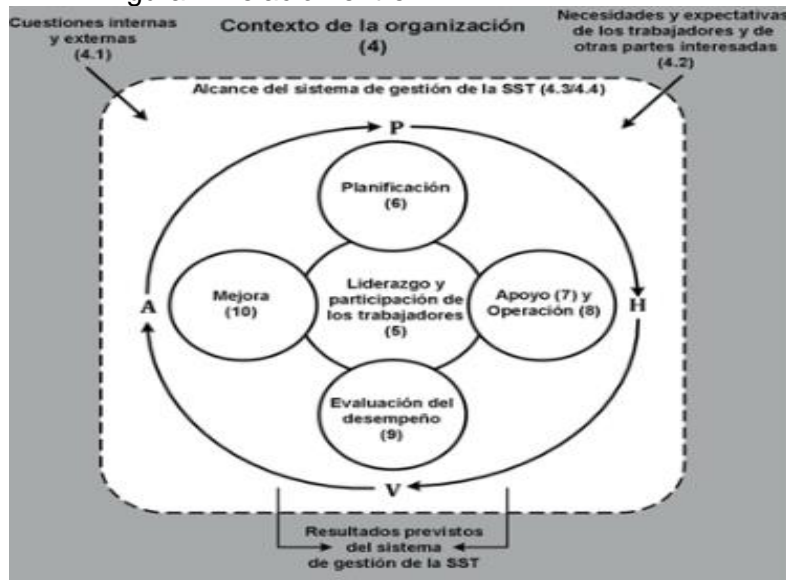 Cuestiones internas
y externas
(4.1)
Contexto de la organización
(4)
Necesidades y expectativas
de los trabajadores y de
otras partes interesadas
(4.2)
Alcance del sistema de gestión de la SST (4.3/4.4)
P
Planificación
(6)
A
Mejora
(10)
Liderazgo y
participación de
los trabajadores
(5)
Apoyo (7) y
Operación (8)
H
Evaluación del
desempeño
(9)
V
Resultados previstos
del sistema
de gestión de la SST